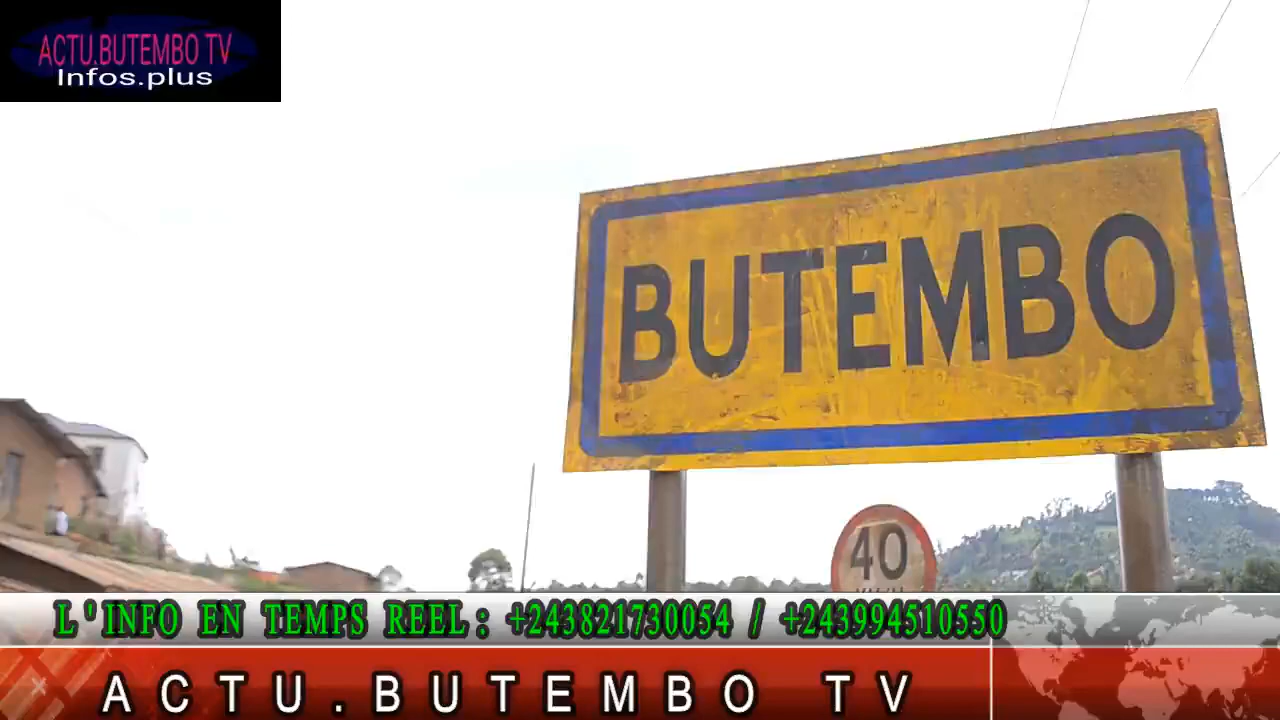 ACTU.BUTEMBO TV
Infos.plus
BUTEMBO
40
L'INFO EN TEMPS REEL: +243821730054 / +243994510550
ACTU.BUTEMBO TV